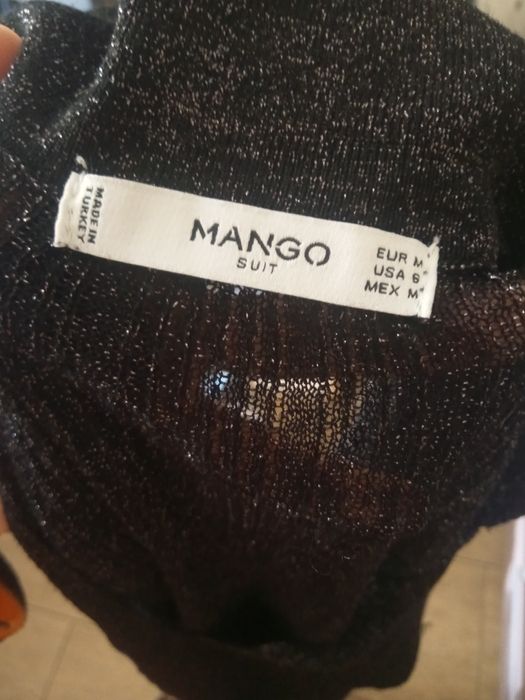 MADE IN
TURKEY
MANGO
SUIT
EUR M
USA 6
MEX M